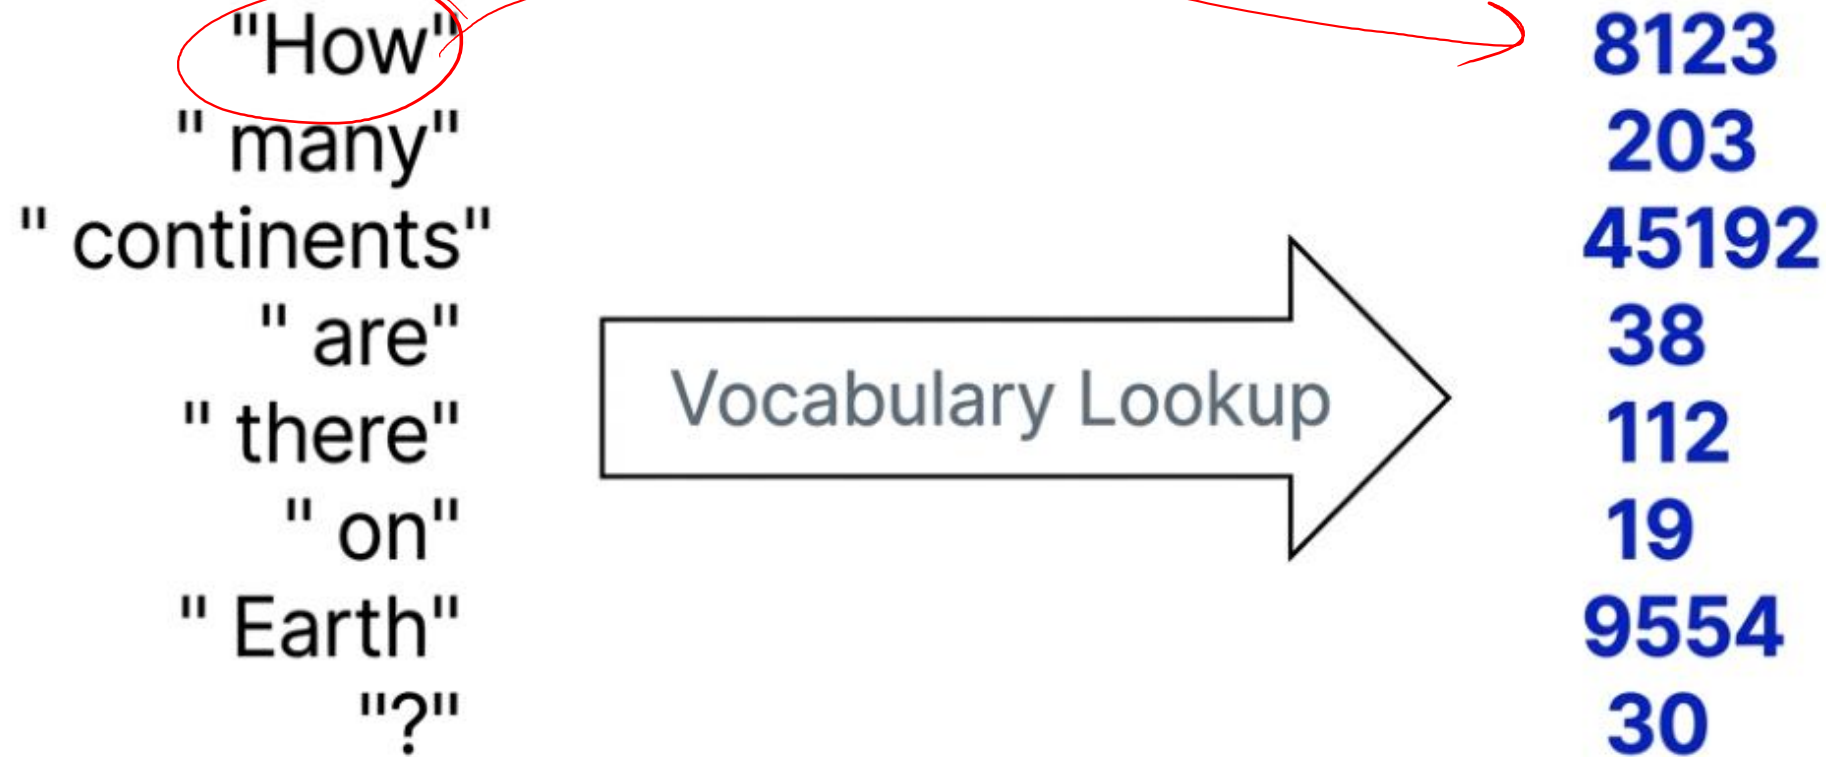 "How" 8123
" many" 203
" continents" 45192
" are" 38
Vocabulary Lookup
" there" 112
" on" 19
" Earth" 9554
"?" 30